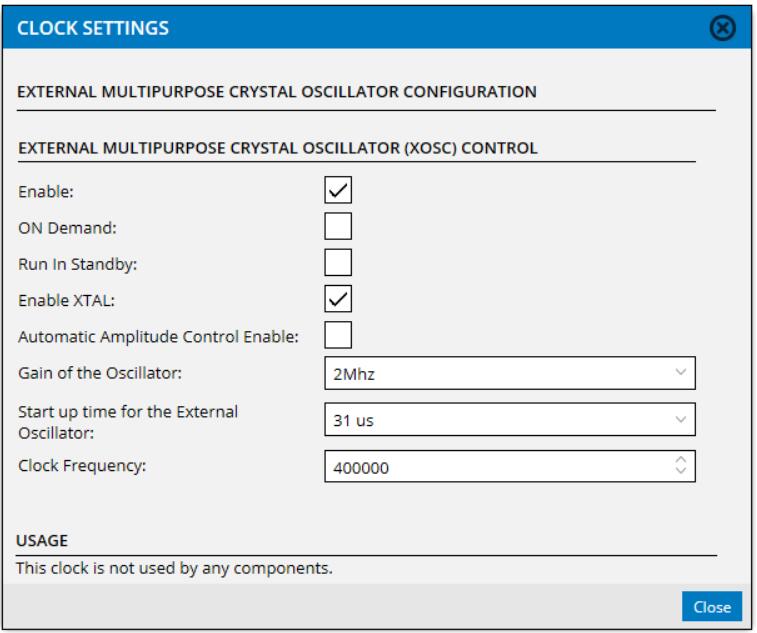 CLOCK SETTINGS
EXTERNAL MULTIPURPOSE CRYSTAL OSCILLATOR CONFIGURATION
EXTERNAL MULTIPURPOSE CRYSTAL OSCILLATOR (XOSC) CONTROL
Enable:
ON Demand:
Run In Standby:
Enable XTAL:
Automatic Amplitude Control Enable:
Gain of the Oscillator: 2Mhz
Start up time for the External
Oscillator: 31 us
Clock Frequency: 400000
USAGE
This clock is not used by any components.
Close